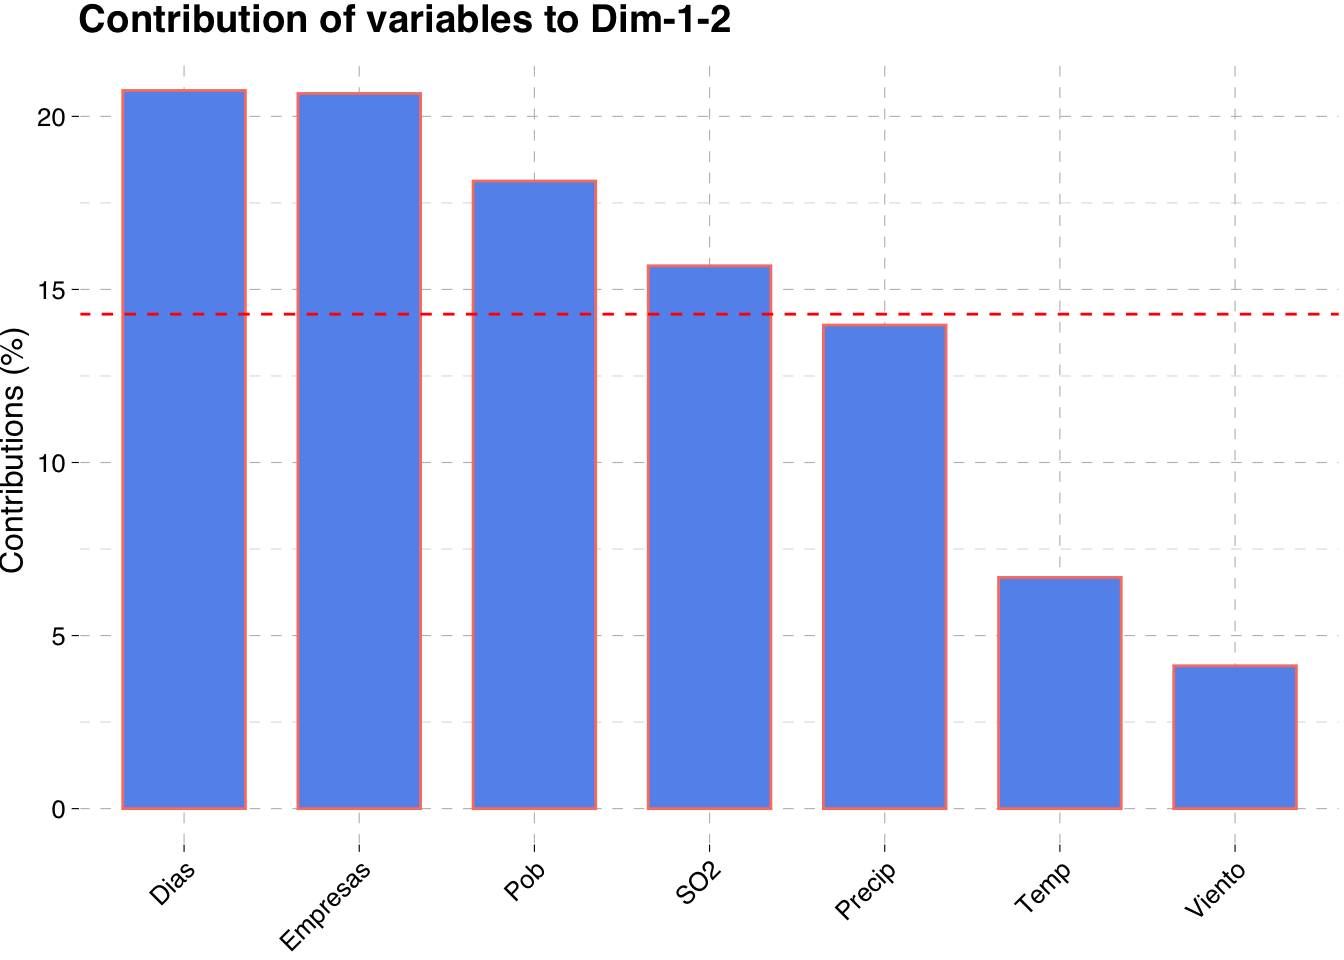 Contribution of variables to Dim-1-2
Contributions (%)
20
15
10
5
0
Dias
Empresas
Pob
SO2
Precip
Temp
Viento